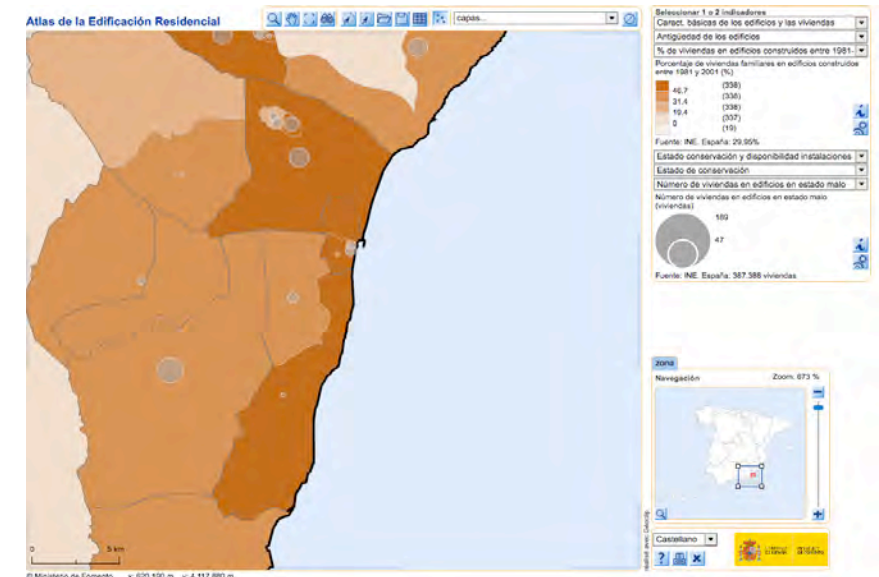 Atlas de la Edificación Residencial
capas...
Seleccionar 1 o 2 indicadores
Caract. básicas de los edificios y las viviendas
Antigüedad de los edificios
% de viviendas en edificios construidos entre 1981-
Porcentaje de viviendas familiares en edificios construidos
entre 1981 y 2001 (%)
(338)
46,7
(338)
31,4
(338)
19,4
(337)
0
(19)
Fuente: INE. España: 29,95%
Estado conservación y disponibilidad instalaciones
Estado de conservación
Número de viviendas en edificios en estado malo
Número de viviendas en edificios en estado malo
(viviendas)
189
47
Fuente: INE. España: 387.388 viviendas
zona
Navegación
Zoom: 673 %
0
5 km
Castellano
© Ministerio de Fomento